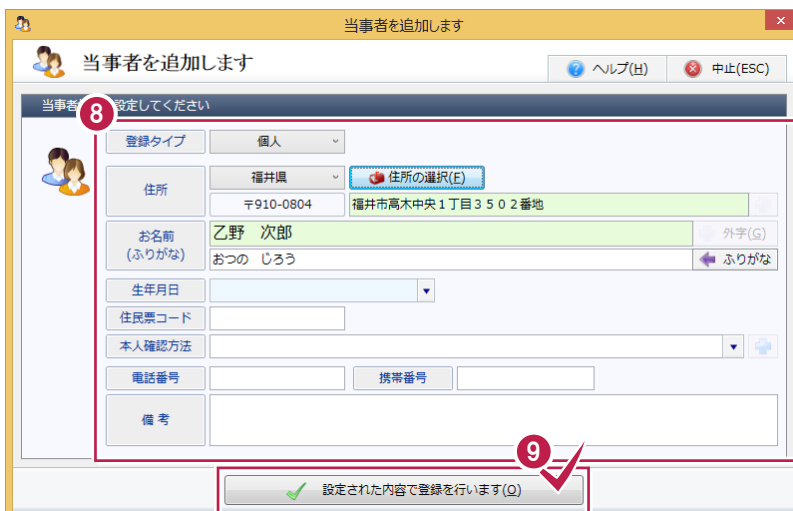 当事者を追加します
×
当事者を追加します
ヘルプ(H)
中止(ESC)
当事者 設定してください
8
登録タイプ
個人
住所
福井県
住所の選択(F)
〒910-0804
福井市高木中央1丁目3502番地
お名前
(ふりがな)
乙野 次郎
外字(G)
おつの じろう
ふりがな
生年月日
住民票コード
本人確認方法
電話番号
携帯番号
備 考
9
設定された内容で登録を行います(O)